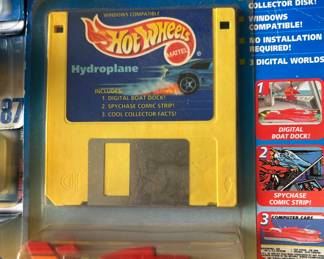 WINDOWS COMPATIBLE
HOT WHEELS
MATTEL
Hydroplane
INCLUDES:
1. DIGITAL BOAT DOCK!
2. SPYCHASE COMIC STRIP!
3. COOL COLLECTOR FACTS!
87
COLLECTOR DISK!
WINDOWS
COMPATIBLE!
NO INSTALLATION
REQUIRED!
3 DIGITAL WORLDS
1
DIGITAL
BOAT DOCK!
2
SPYCHASE
COMIC STRIP!
3
COMPUTER CARS